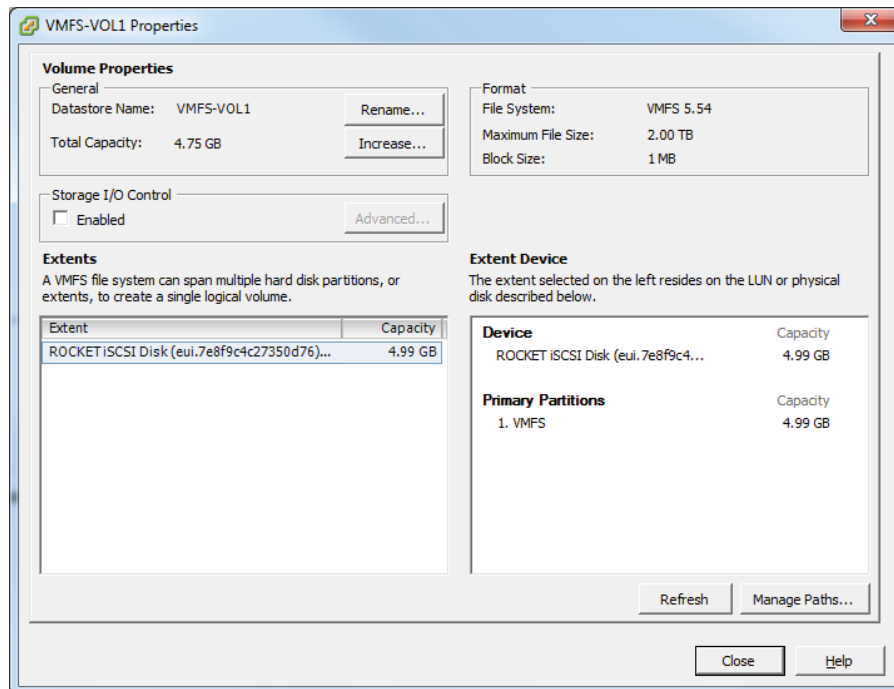 VMFS-VOL1 Properties
Volume Properties
General
Datastore Name: VMFS-VOL1
Rename...
Total Capacity: 4.75 GB
Increase...
Format
File System: VMFS 5.54
Maximum File Size: 2.00 TB
Block Size: 1 MB
Storage I/O Control
Enabled
Advanced...
Extents
A VMFS file system can span multiple hard disk partitions, or
extents, to create a single logical volume.
Extent Capacity
ROCKET iSCSI Disk (eui.7e8f9c4c27350d76)... 4.99 GB
Extent Device
The extent selected on the left resides on the LUN or physical
disk described below.
Device Capacity
ROCKET iSCSI Disk (eui.7e8f9c4... 4.99 GB
Primary Partitions Capacity
1. VMFS 4.99 GB
Refresh
Manage Paths...
Close
Help